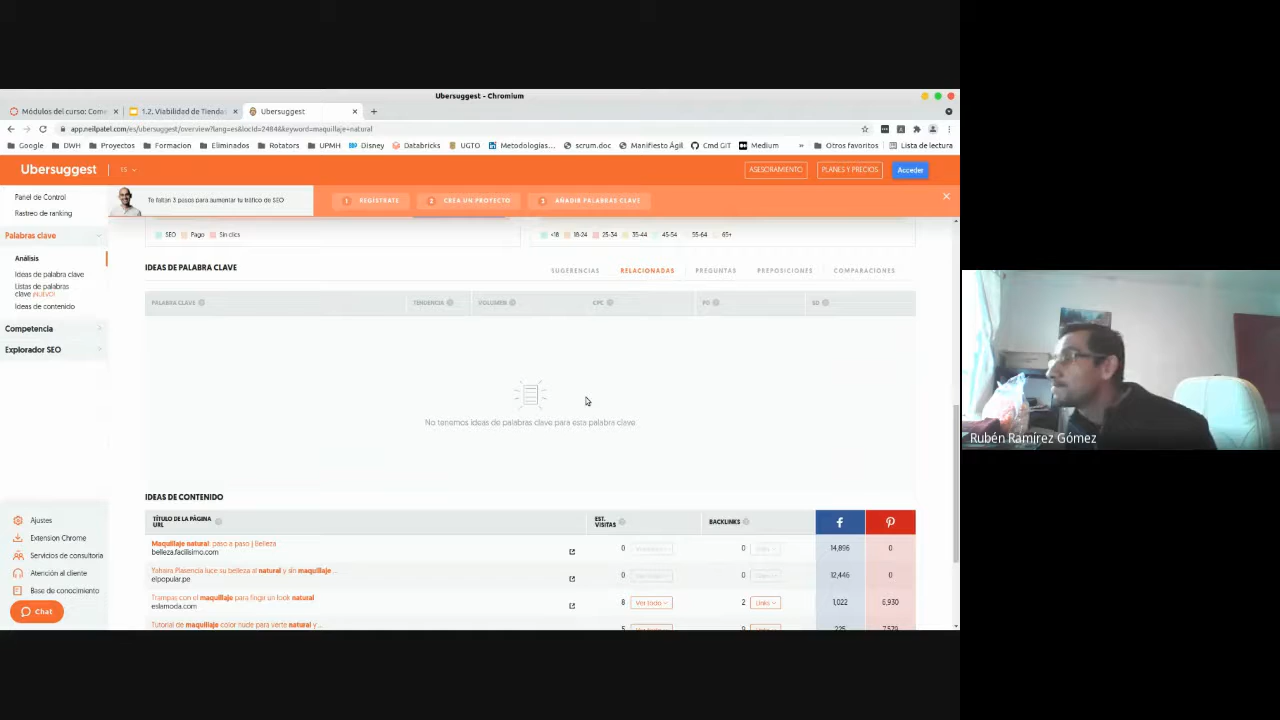 Ubersuggest - Chromium
Módulos del curso: Come
1.2. Viabilidad de Tienda
Ubersuggest
app.neilpatel.com/es/ubersuggest/overview?lang=es&locId=2484&keyword=maquillaje+natural
Google DWH Proyectos Formacion Eliminados Rotators UPMH Disney Databricks UGTO Metodologías... scrum.doc Manifiesto Ágil Cmd GIT Medium » Otros favoritos Lista de lectura
Ubersuggest
ES
ASESORAMIENTO PLANES Y PRECIOS Acceder
Te faltan 3 pasos para aumentar tu tráfico de SEO
1 REGÍSTRATE 2 CREA UN PROYECTO 3 AÑADIR PALABRAS CLAVE
Panel de Control
Rastreo de ranking
Palabras clave
Análisis
Ideas de palabra clave
Listas de palabras
clave ¡NUEVO!
Ideas de contenido
Competencia
Explorador SEO
Ajustes
Extension Chrome
Servicios de consultoría
Atención al cliente
Base de conocimiento
Chat
SEO Pago Sin clics
<18 18-24 25-34 35-44 45-54 55-64 65+
IDEAS DE PALABRA CLAVE
SUGERENCIAS RELACIONADAS PREGUNTAS PREPOSICIONES COMPARACIONES
PALABRA CLAVE TENDENCIA VOLUMEN CPC PD SD
No tenemos ideas de palabras clave para esta palabra clave
IDEAS DE CONTENIDO
TÍTULO DE LA PÁGINA
URL
EST.
VISITAS
BACKLINKS
Maquillaje natural: paso a paso | Belleza
belleza.facilisimo.com
0 0 14,896 0
Yahaira Plasencia luce su belleza al natural y sin maquillaje...
elpopular.pe
0 0 12,446 0
Trampas con el maquillaje para fingir un look natural
eslamoda.com
8 Ver todo 2 Links 1,022 6,930
Tutorial de maquillaje color nude para verte natural y...
Rubén Ramírez Gómez